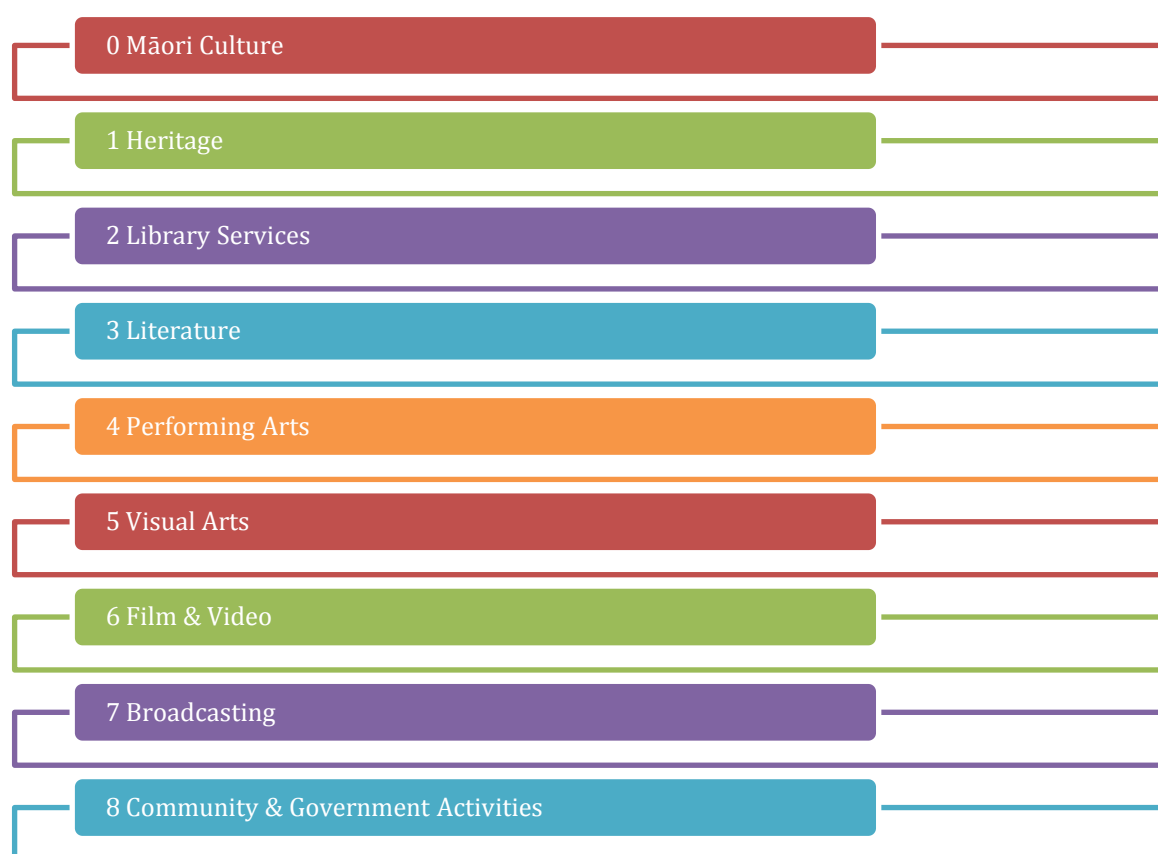 0 Māori Culture
1 Heritage
2 Library Services
3 Literature
4 Performing Arts
5 Visual Arts
6 Film & Video
7 Broadcasting
8 Community & Government Activities